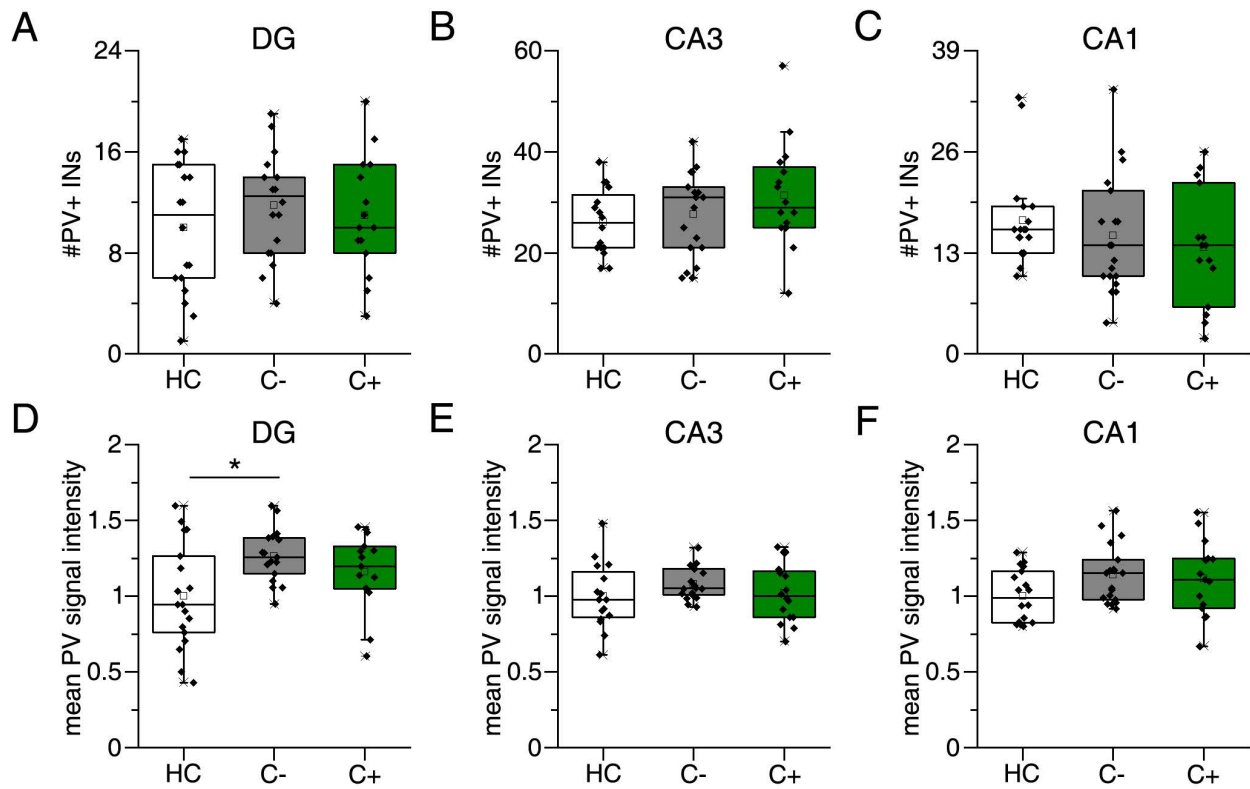 A
DG
#PV+ INs
24
16
8
0
HC
C-
C+
B
CA3
#PV+ INs
60
40
20
0
HC
C-
C+
C
CA1
#PV+ INs
39
26
13
0
HC
C-
C+
D
DG
mean PV signal intensity
2
1.5
1
0.5
0
*
HC
C-
C+
E
CA3
mean PV signal intensity
2
1.5
1
0.5
0
HC
C-
C+
F
CA1
mean PV signal intensity
2
1.5
1
0.5
0
HC
C-
C+